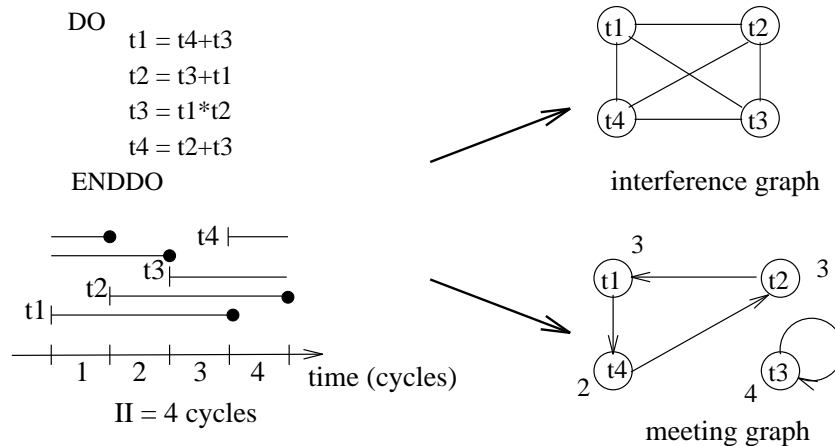 DO
t1 = t4+t3
t2 = t3+t1
t3 = t1*t2
t4 = t2+t3
ENDDO
t1
t2
t4
t3
interference graph
t4
t3
t2
t1
1
2
3
4
time (cycles)
II = 4 cycles
3
t1
t2
3
2
t4
t3
4
meeting graph